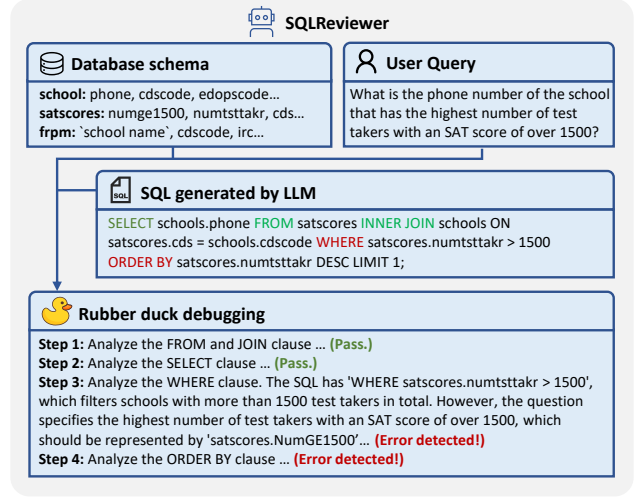 SQLReviewer
Database schema
school: phone, cdscode, edopscode…
satscores: numge1500, numtsttakr, cds…
frpm: `school name`, cdscode, irc…
User Query
What is the phone number of the school
that has the highest number of test
takers with an SAT score of over 1500?
SQL
SQL generated by LLM
SELECT schools.phone FROM satscores INNER JOIN schools ON
satscores.cds = schools.cdscode WHERE satscores.numtsttakr > 1500
ORDER BY satscores.numtsttakr DESC LIMIT 1;
Rubber duck debugging
Step 1: Analyze the FROM and JOIN clause … (Pass.)
Step 2: Analyze the SELECT clause … (Pass.)
Step 3: Analyze the WHERE clause. The SQL has 'WHERE satscores.numtsttakr > 1500',
which filters schools with more than 1500 test takers in total. However, the question
specifies the highest number of test takers with an SAT score of over 1500, which
should be represented by 'satscores.NumGE1500'… (Error detected!)
Step 4: Analyze the ORDER BY clause … (Error detected!)